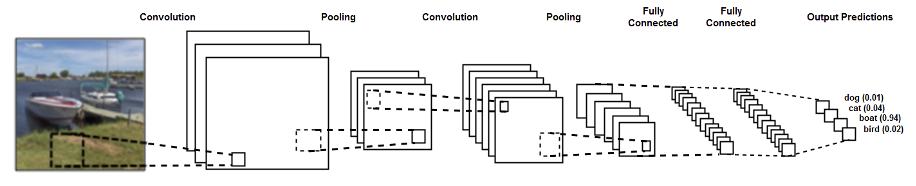 Convolution
Pooling
Convolution
Pooling
Fully
Connected
Fully
Connected
Output Predictions
dog (0.01)
cat (0.04)
boat (0.94)
bird (0.02)